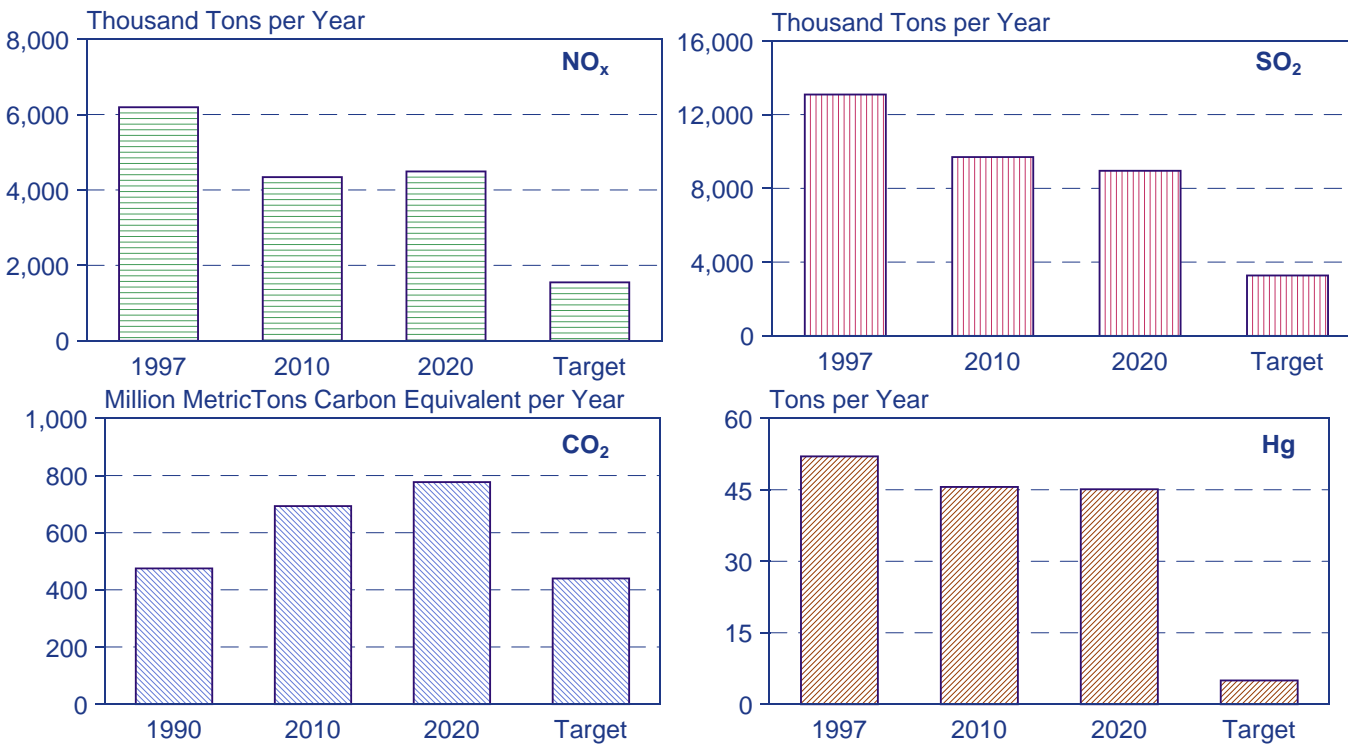 Thousand Tons per Year
8,000
NOx
6,000
4,000
2,000
0
1997 2010 2020 Target
Thousand Tons per Year
16,000
SO2
12,000
8,000
4,000
0
1997 2010 2020 Target
Million MetricTons Carbon Equivalent per Year
1,000
CO2
800
600
400
200
0
1990 2010 2020 Target
Tons per Year
60
Hg
45
30
15
0
1997 2010 2020 Target